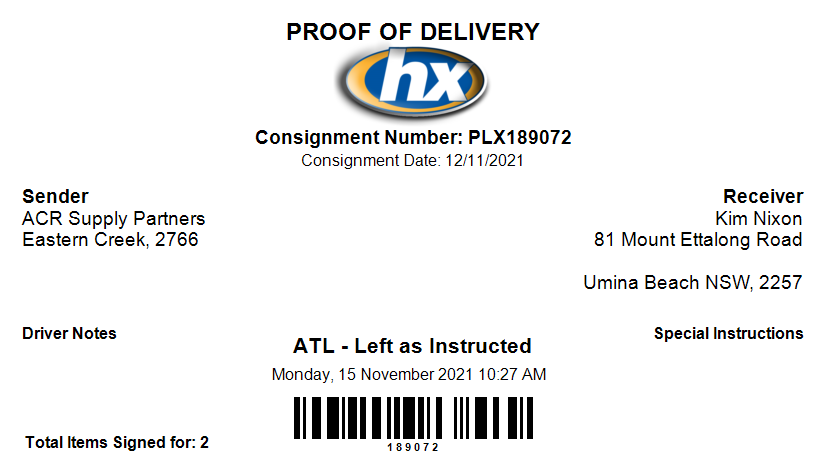 PROOF OF DELIVERY
hx
Consignment Number: PLX189072
Consignment Date: 12/11/2021
Sender
ACR Supply Partners
Eastern Creek, 2766
Receiver
Kim Nixon
81 Mount Ettalong Road
Umina Beach NSW, 2257
Driver Notes
ATL - Left as Instructed
Monday, 15 November 2021 10:27 AM
Special Instructions
189072
Total Items Signed for: 2